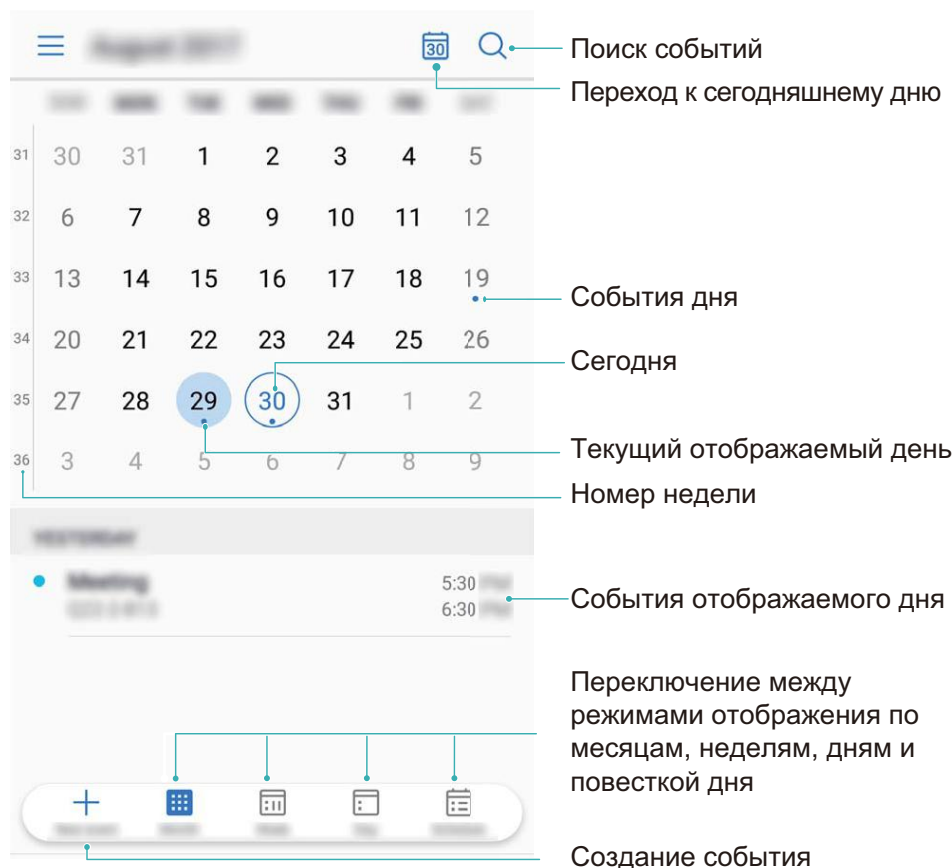 30
Поиск событий
Переход к сегодняшнему дню
31 30 31 1 2 3 4 5
32 6 7 8 9 10 11 12
33 13 14 15 16 17 18 19
События дня
34 20 21 22 23 24 25 26
Сегодня
35 27 28 29 30 31 1 2
Текущий отображаемый день
36 3 4 5 6 7 8 9
Номер недели
5:30
6:30
События отображаемого дня
Переключение между
режимами отображения по
месяцам, неделям, дням и
повесткой дня
Создание события